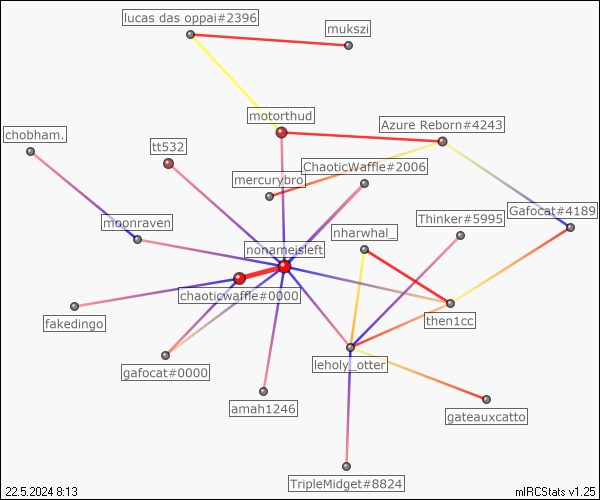 lucas das oppai#2396
mukszi
motorthud
Azure Reborn#4243
chobham.
tt532
ChaoticWaffle#2006
mercurybro
Thinker#5995
Gafocat#4189
moonraven
nharwhal_
nonameisleft
chaoticwaffle#0000
fakedingo
then1cc
leholy_otter
gafocat#0000
amah1246
gateauxcatto
TripleMidget#8824
22.5.2024 8:13
mIRCStats v1.25